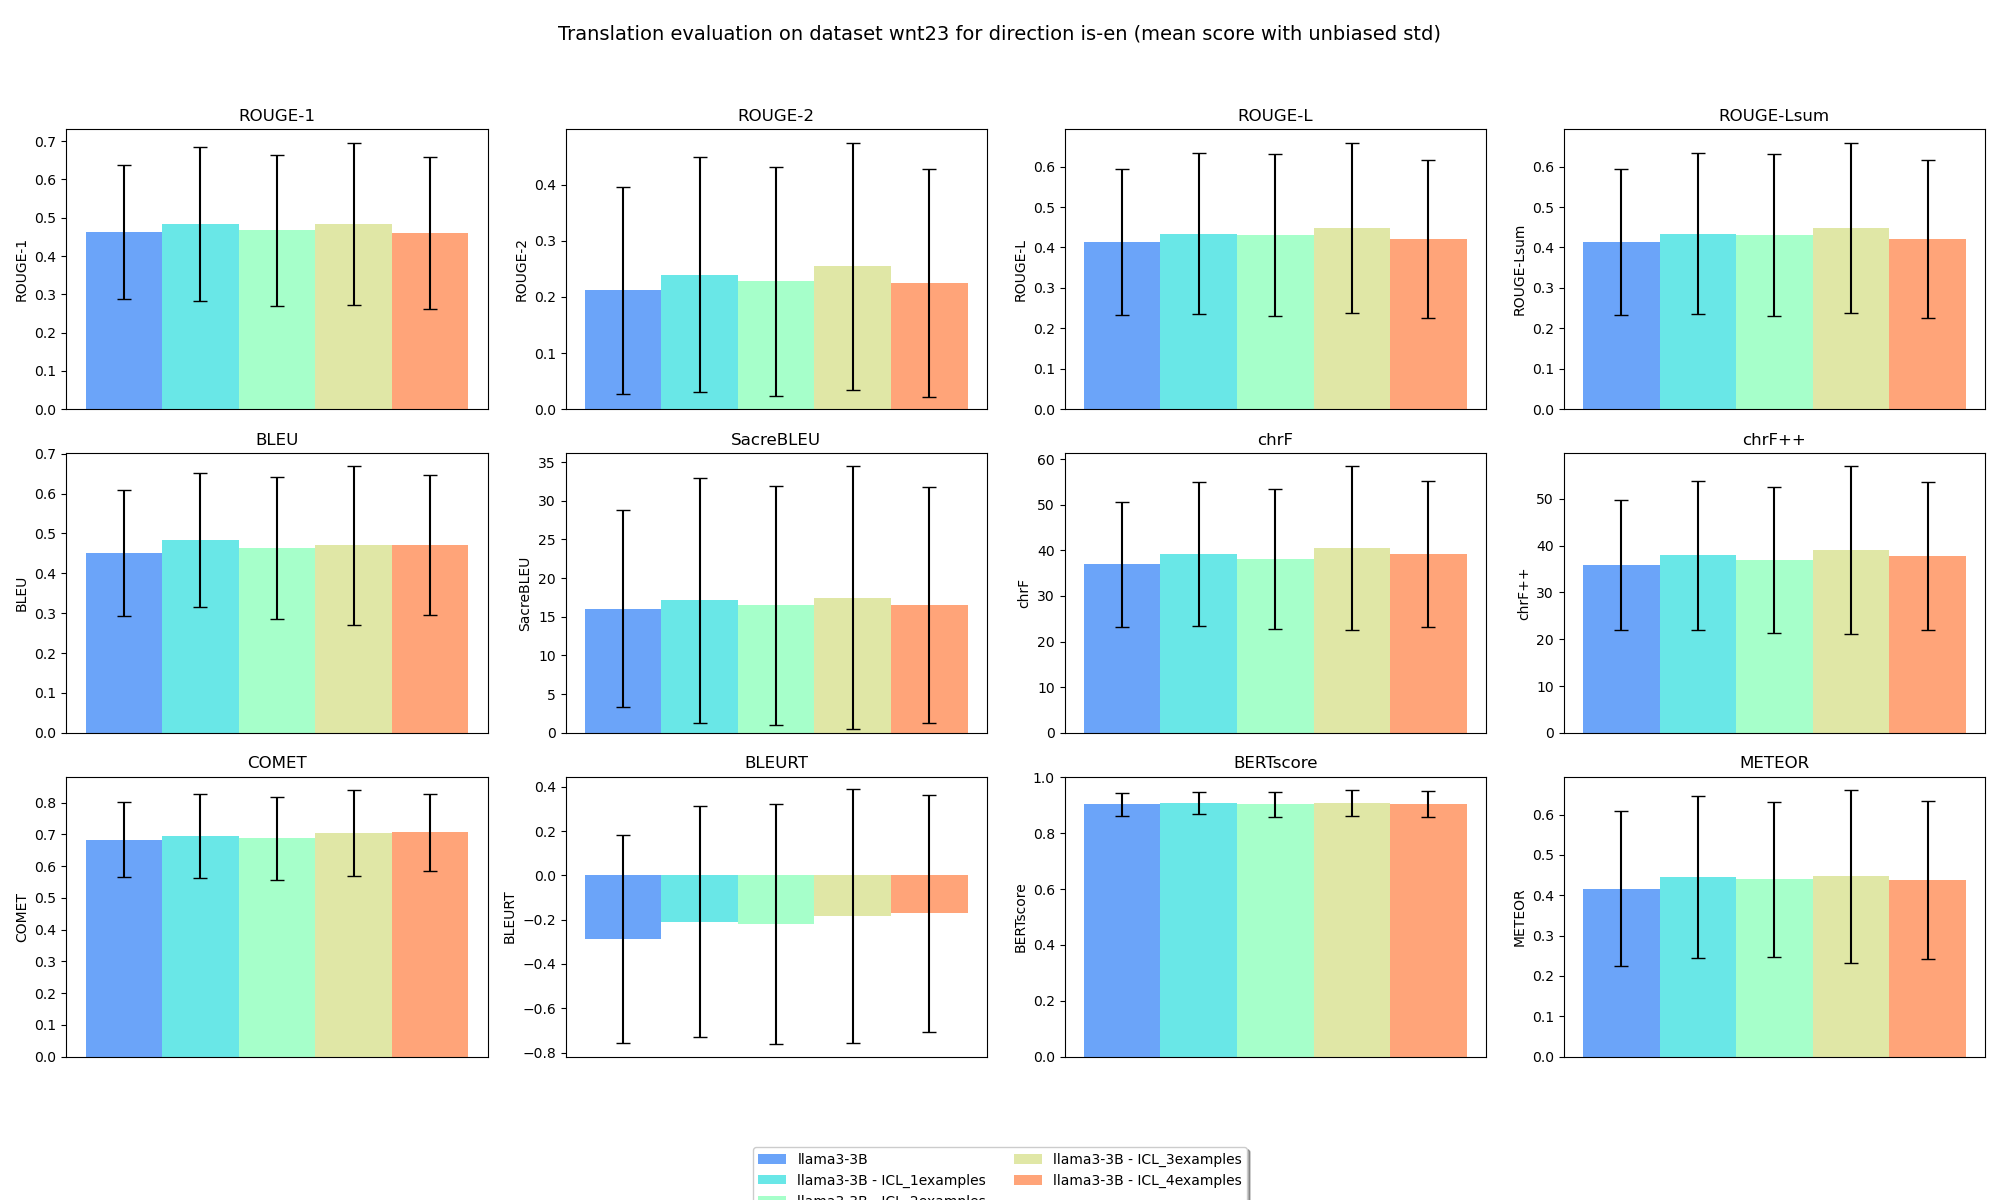 Translation evaluation on dataset wnt23 for direction is-en (mean score with unbiased std)
ROUGE-1
ROUGE-1
0.7
0.6
0.5
0.4
0.3
0.2
0.1
0.0
ROUGE-2
ROUGE-2
0.4
0.3
0.2
0.1
0.0
ROUGE-L
ROUGE-L
0.6
0.5
0.4
0.3
0.2
0.1
0.0
ROUGE-Lsum
ROUGE-Lsum
0.6
0.5
0.4
0.3
0.2
0.1
0.0
BLEU
BLEU
0.7
0.6
0.5
0.4
0.3
0.2
0.1
0.0
SacreBLEU
SacreBLEU
35
30
25
20
15
10
5
0
chrF
chrF
60
50
40
30
20
10
0
chrF++
chrF++
50
40
30
20
10
0
COMET
COMET
0.8
0.7
0.6
0.5
0.4
0.3
0.2
0.1
0.0
BLEURT
BLEURT
0.4
0.2
0.0
−0.2
−0.4
−0.6
−0.8
BERTscore
BERTscore
1.0
0.8
0.6
0.4
0.2
0.0
METEOR
METEOR
0.6
0.5
0.4
0.3
0.2
0.1
0.0
llama3-3B
llama3-3B - ICL_1examples
llama3-3B - ICL_2examples
llama3-3B - ICL_3examples
llama3-3B - ICL_4examples